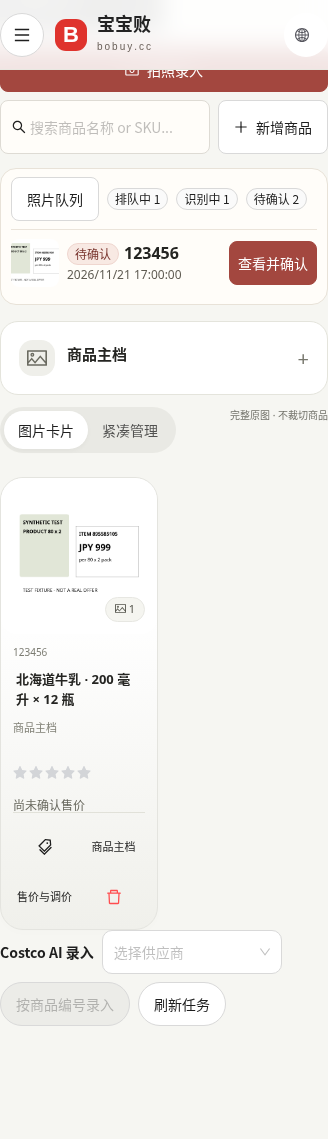 B 宝宝败
bobuy.cc
拍照录入
搜索商品名称 or SKU...
新增商品
照片队列
排队中 1
识别中 1
待确认 2
JPY 999
待确认 123456
2026/11/21 17:00:00
查看并确认
商品主档
完整原图 · 不裁切商品
图片卡片
紧凑管理
SYNTHETIC TEST
PRODUCT 80 x 2
ITEM 895583105
JPY 999
per 80 x 2 pack
TEST FIXTURE · NOT A REAL OFFER
1
123456
北海道牛乳 · 200 毫
升 × 12 瓶
商品主档
尚未确认售价
商品主档
售价与调价
Costco AI 录入
选择供应商
按商品编号录入
刷新任务